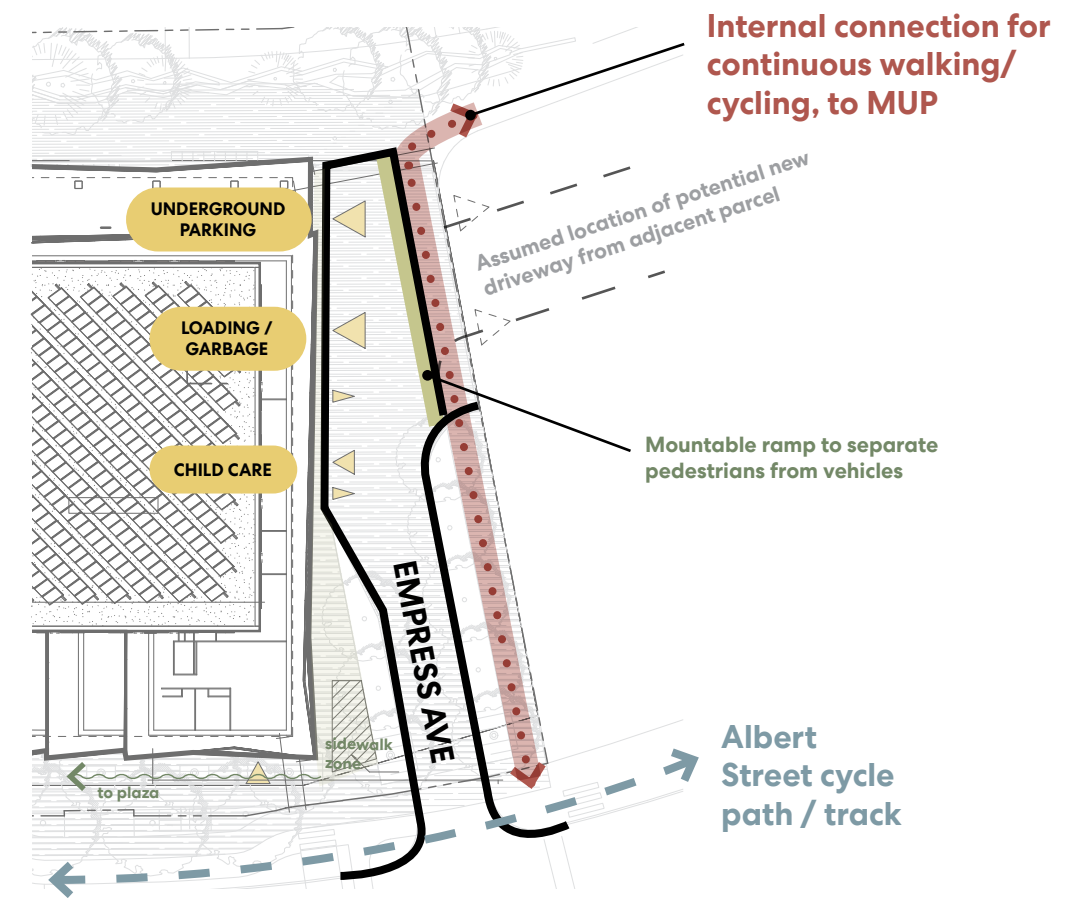 Internal connection for
continuous walking/
cycling, to MUP
UNDERGROUND
PARKING
Assumed location of potential new
driveway from adjacent parcel
LOADING /
GARBAGE
Mountable ramp to separate
pedestrians from vehicles
CHILD CARE
EMPRESS AVE
sidewalk
zone
to plaza
Albert
Street cycle
path / track